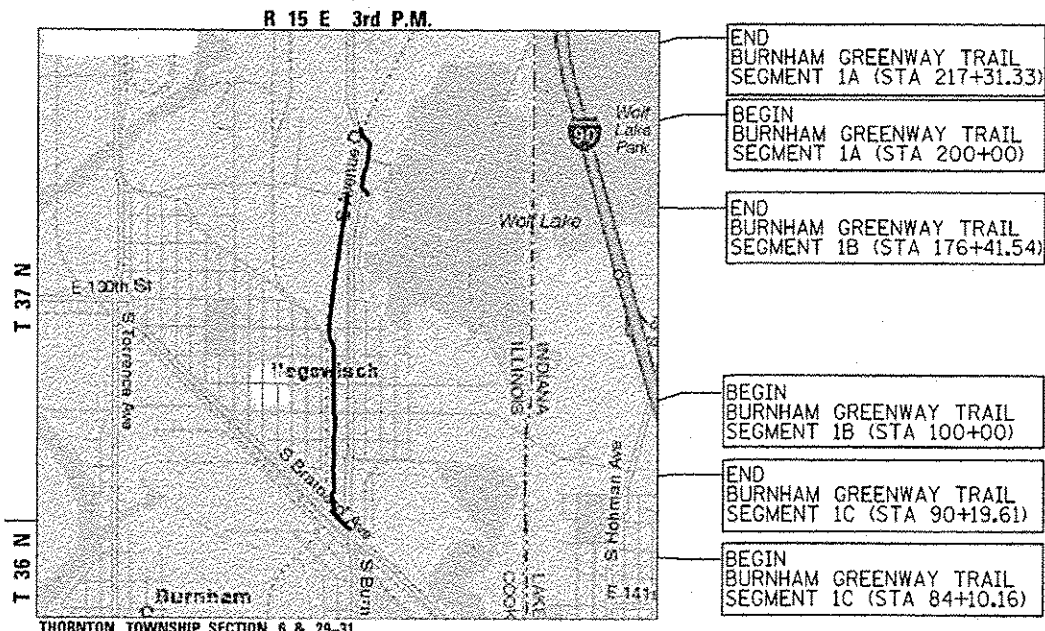 R 15 E 3rd P.M.
END
BURNHAM GREENWAY TRAIL
SEGMENT 1A (STA 217+31.33)
BEGIN
BURNHAM GREENWAY TRAIL
SEGMENT 1A (STA 200+00)
END
BURNHAM GREENWAY TRAIL
SEGMENT 1B (STA 176+41.54)
BEGIN
BURNHAM GREENWAY TRAIL
SEGMENT 1B (STA 100+00)
END
BURNHAM GREENWAY TRAIL
SEGMENT 1C (STA 90+19.61)
BEGIN
BURNHAM GREENWAY TRAIL
SEGMENT 1C (STA 84+10.16)
Wolf
Lake
Park
90
Wolf Lake
T 37 N
S Torrence Ave
Hegewisch
ILLINOIS
INDIANA
S Brainard Ave
S Hohman Ave
T 36 N
S Burn
COOK
LAKE
E 141s
Burnham
THORNTON TOWNSHIP SECTION 6 & 29-31